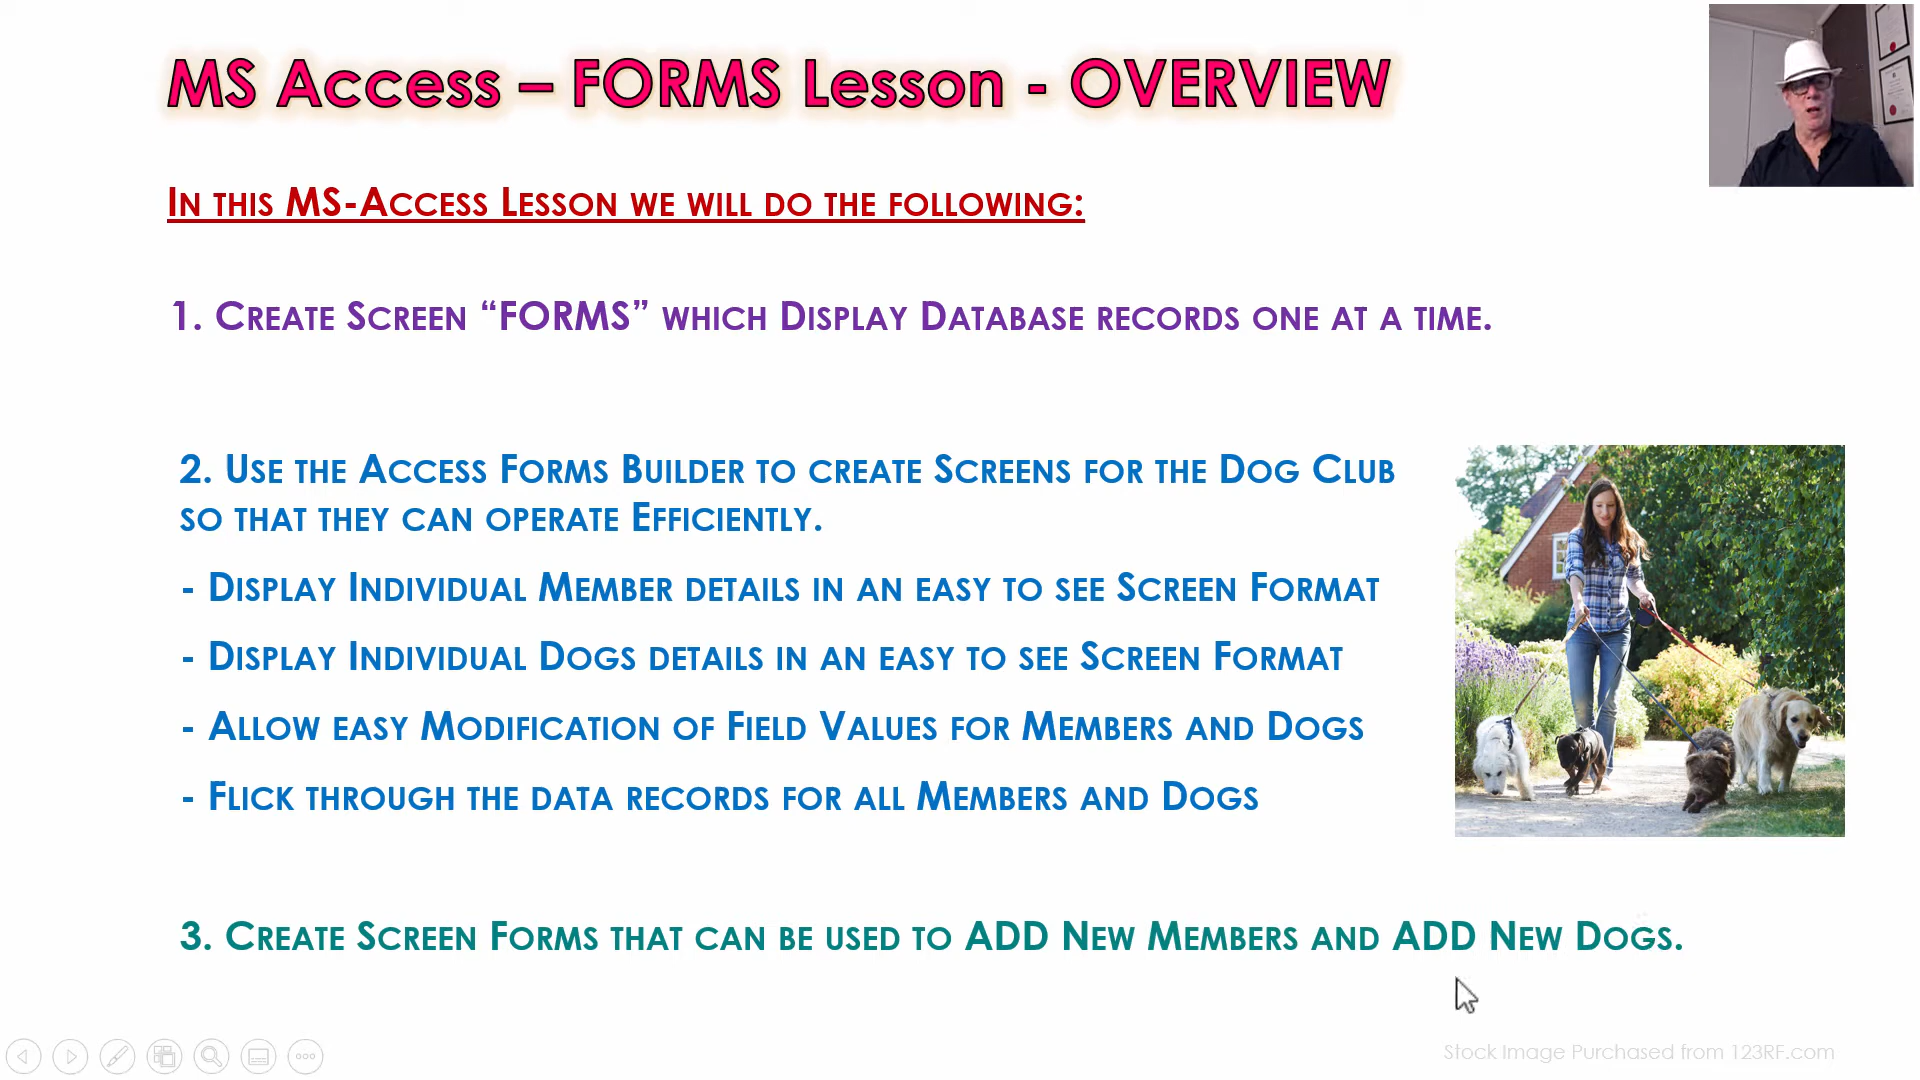 MS Access – FORMS Lesson - OVERVIEW
In this MS-Access Lesson we will do the following:
1. Create Screen “FORMS” which Display Database records one at a time.
2. Use the Access Forms Builder to create Screens for the Dog Club
so that they can operate Efficiently.
- Display Individual Member details in an easy to see Screen Format
- Display Individual Dogs details in an easy to see Screen Format
- Allow easy Modification of Field Values for Members and Dogs
- Flick through the data records for all Members and Dogs
3. Create Screen Forms that can be used to ADD New Members and ADD New Dogs.
Stock Image Purchased from 123RF.com